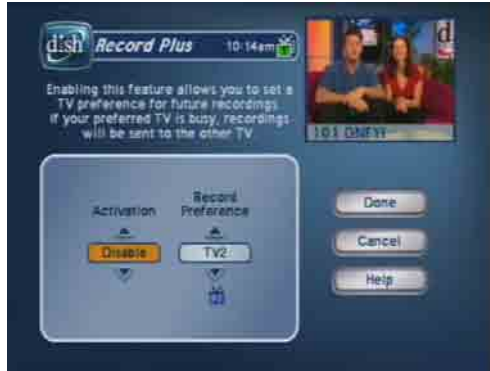 dish Record Plus 10:14am
Enabling this feature allows you to set a
TV preference for future recordings.
If your preferred TV is busy, recordings
will be sent to the other TV
d
101
Activation
Record
Preference
Disable
TV2
2
Done
Cancel
Help